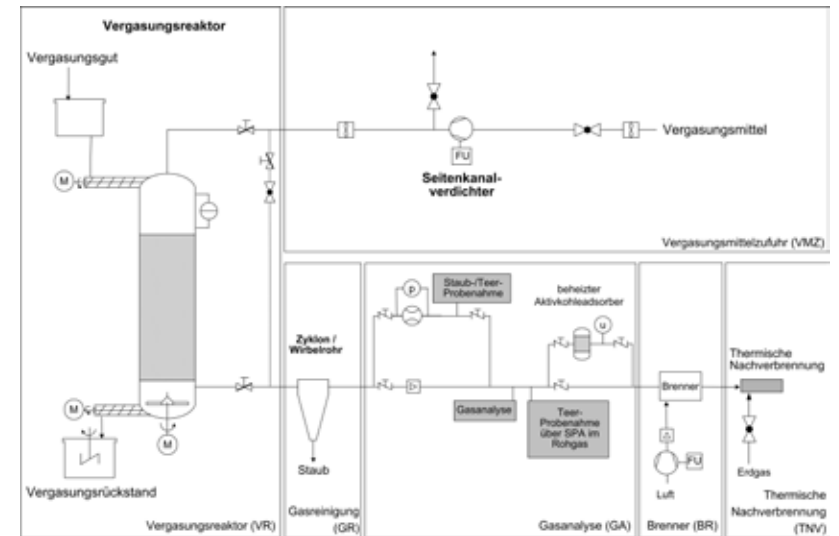 Vergasungsreaktor
Vergasungsgut
M
M
M
Vergasungsrückstand
Vergasungsreaktor (VR)
FU
Seitenkanal-
verdichter
Vergasungsmittel
Vergasungsmittelzufuhr (VMZ)
Zyklon /
Wirbelrohr
Staub
Gasreinigung
(GR)
p
Staub-/Teer-
Probenahme
beheizter
Aktivkohleadsorber
u
Gasanalyse
Teer-
Probenahme
über SPA im
Rohgas
Gasanalyse (GA)
Brenner
FU
Luft
Brenner (BR)
Thermische
Nachverbrennung
Erdgas
Thermische
Nachverbrennung
(TNV)